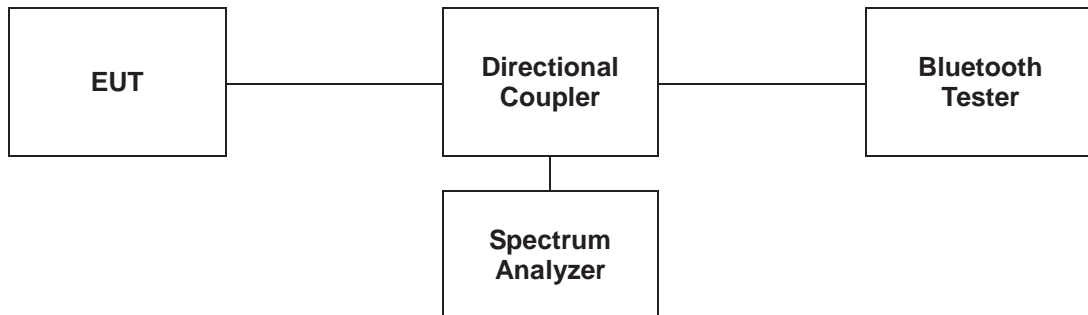 EUT
Directional
Coupler
Bluetooth
Tester
Spectrum
Analyzer